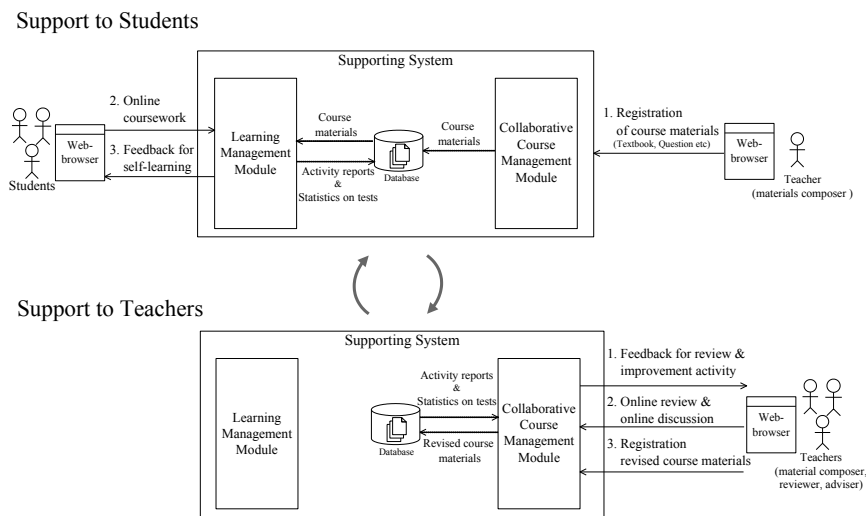 Support to Students
Supporting System
2. Online
coursework
3. Feedback for
self-learning
Web-
browser
Students
Learning
Management
Module
Course
materials
Activity reports
&
Statistics on tests
Database
Course
materials
Collaborative
Course
Management
Module
1. Registration
of course materials
(Textbook, Question etc)
Web-
browser
Teacher
(materials composer )
Support to Teachers
Supporting System
Learning
Management
Module
Activity reports
&
Statistics on tests
Database
Revised course
materials
Collaborative
Course
Management
Module
1. Feedback for review &
improvement activity
2. Online review &
online discussion
3. Registration
revised course materials
Web-
browser
Teachers
(material composer,
reviewer, adviser)